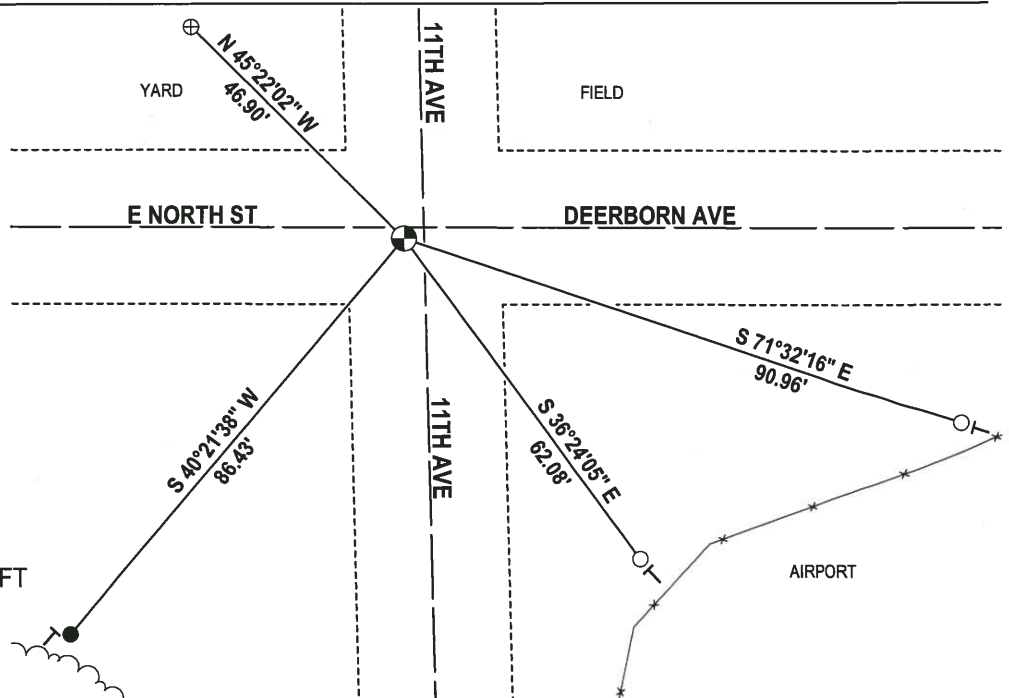 11TH AVE
N 45°22'02" W
46.90'
YARD
FIELD
E NORTH ST
DEERBORN AVE
S 71°32'16" E
90.96'
S 40°21'38" W
86.43'
11TH AVE
S 36°24'05" E
62.08'
FT
AIRPORT